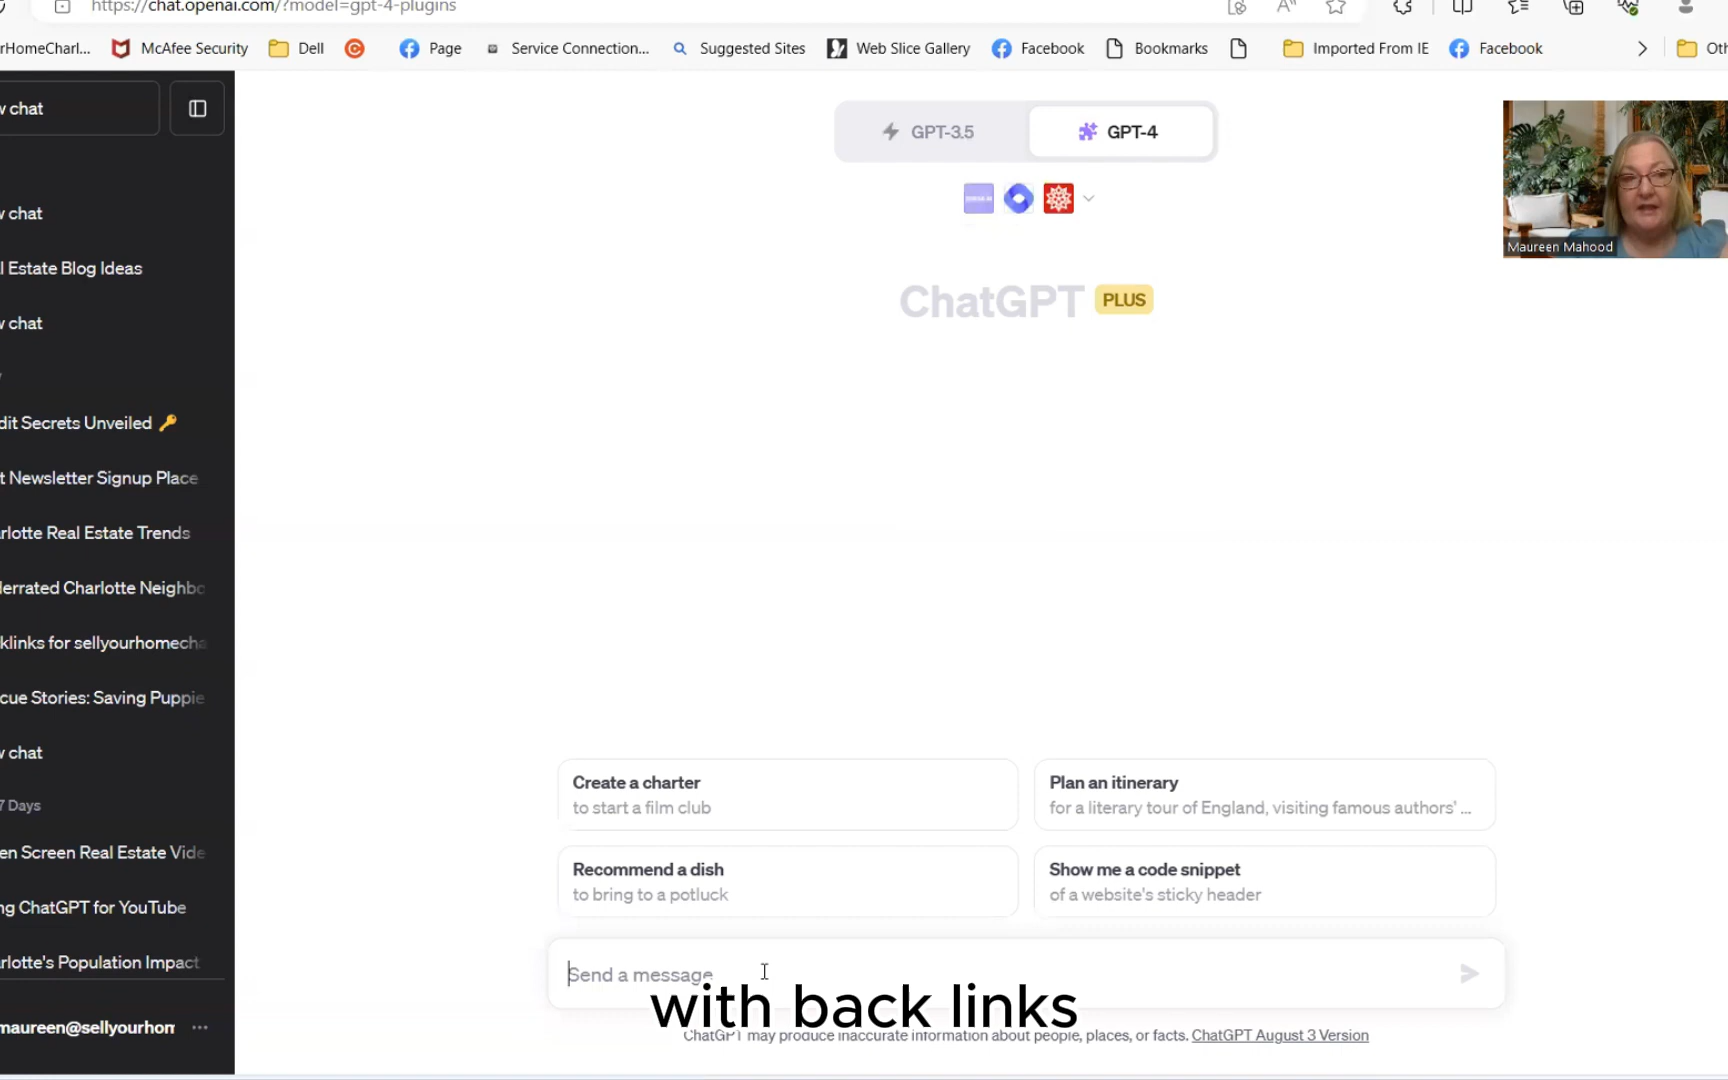 https://chat.openai.com/?model=gpt-4-plugins
rHomeCharl... McAfee Security Dell Page Service Connection... Suggested Sites Web Slice Gallery Facebook Bookmarks Imported From IE Facebook Oth
w chat
GPT-3.5 GPT-4
Maureen Mahood
ChatGPT PLUS
w chat
l Estate Blog Ideas
w chat
dit Secrets Unveiled
t Newsletter Signup Place
rlotte Real Estate Trends
derrated Charlotte Neighbo
klinks for sellyourhomecha
cue Stories: Saving Puppie
w chat
7 Days
en Screen Real Estate Vide
ng ChatGPT for YouTube
rlotte's Population Impact
maureen@sellyourhom ...
Create a charter
to start a film club
Plan an itinerary
for a literary tour of England, visiting famous authors' ...
Recommend a dish
to bring to a potluck
Show me a code snippet
of a website's sticky header
Send a message
with back links
ChatGPT may produce inaccurate information about people, places, or facts. ChatGPT August 3 Version